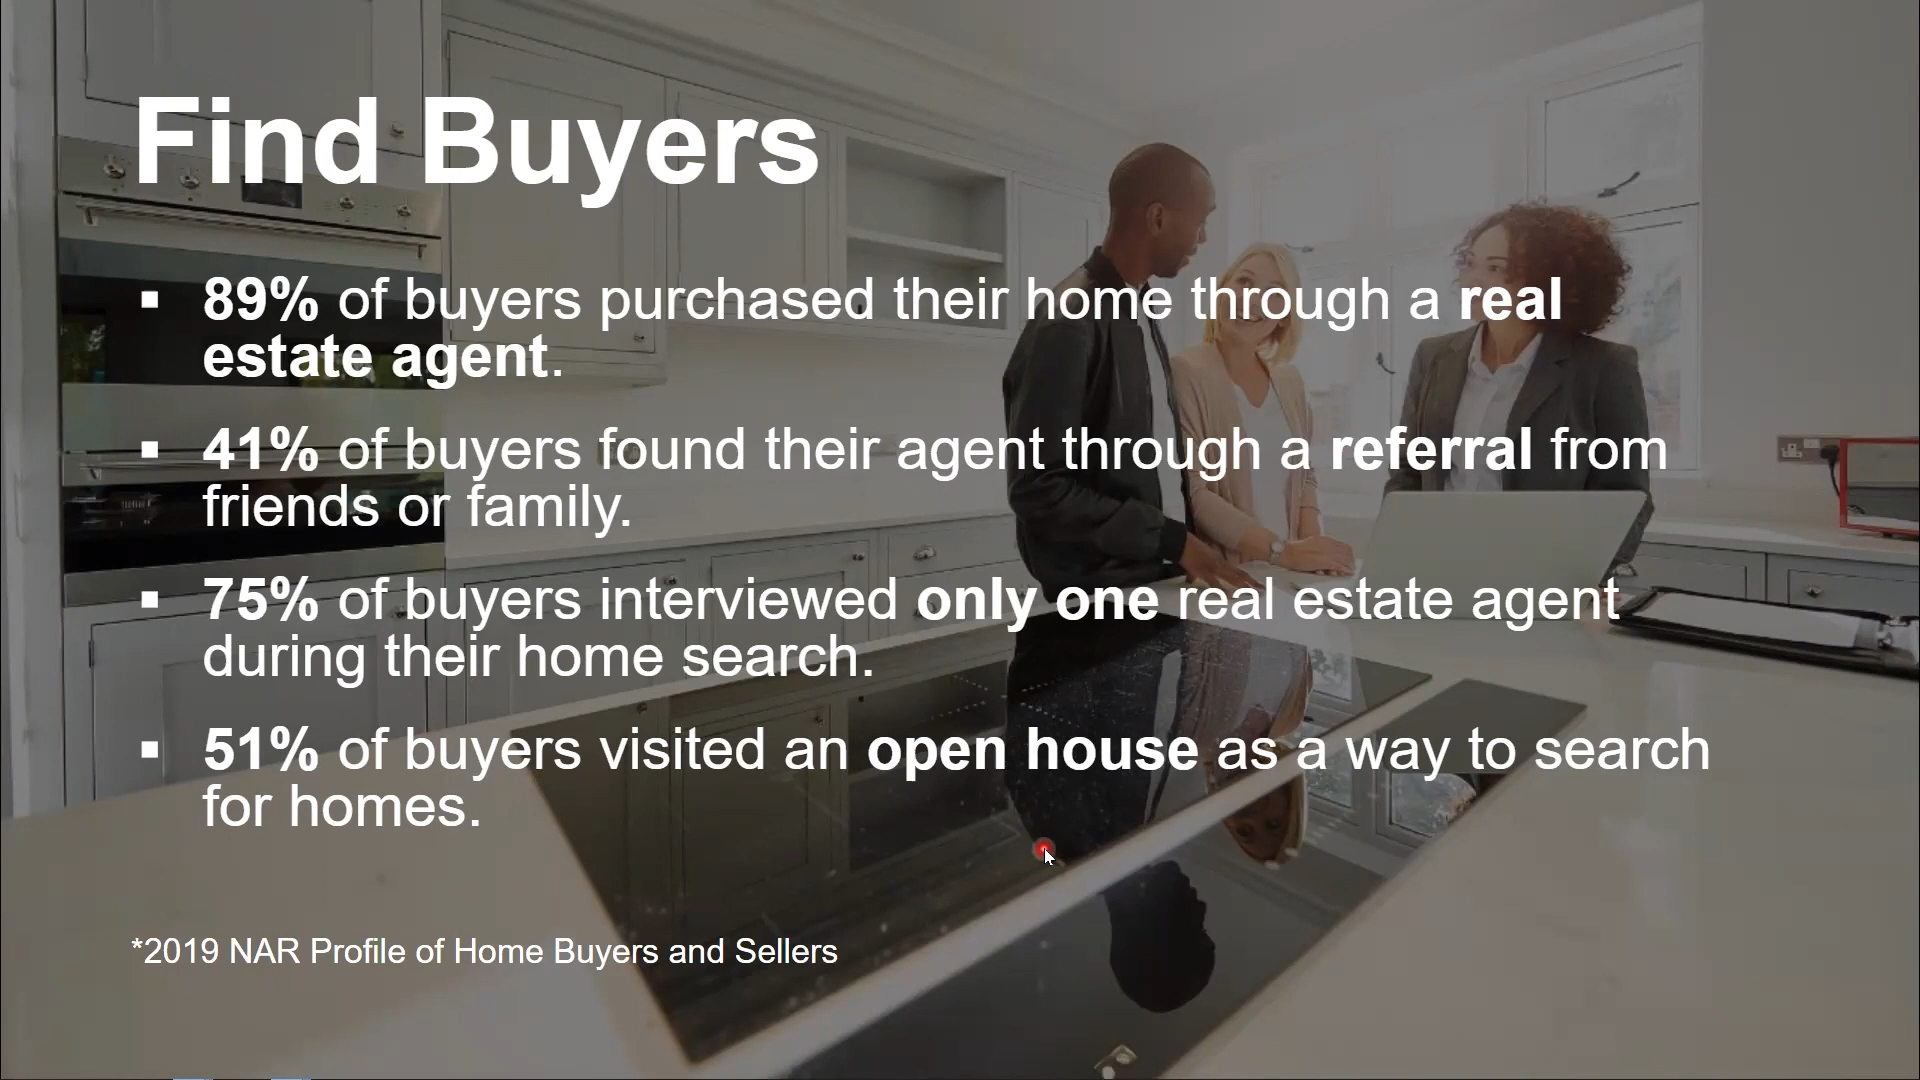 Find Buyers
▪ 89% of buyers purchased their home through a real
estate agent.
▪ 41% of buyers found their agent through a referral from
friends or family.
▪ 75% of buyers interviewed only one real estate agent
during their home search.
▪ 51% of buyers visited an open house as a way to search
for homes.
*2019 NAR Profile of Home Buyers and Sellers